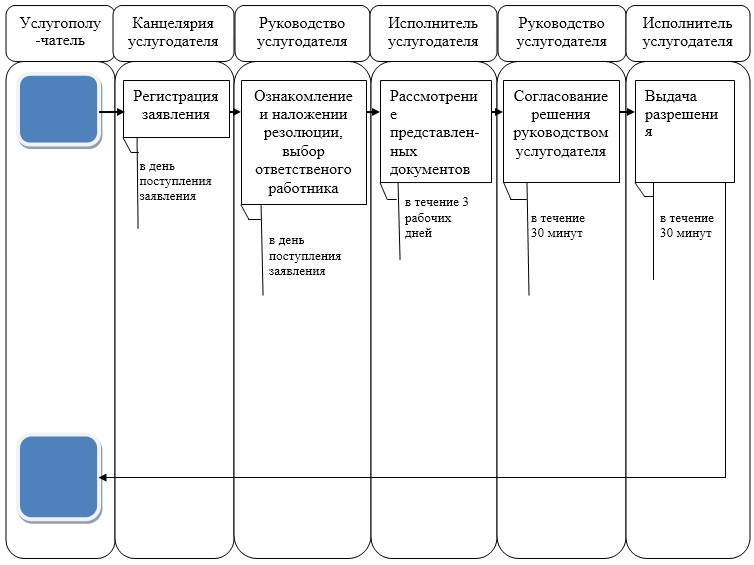 Услугополу
-чатель
Канцелярия
услугодателя
Руководство
услугодателя
Исполнитель
услугодателя
Руководство
услугодателя
Исполнитель
услугодателя
Регистрация
заявления
в день
поступления
заявления
Ознакомление
и наложении
резолюции,
выбор
ответственого
работника
в день
поступления
заявления
Рассмотрени
е
представлен-
ных
документов
в течение 3
рабочих
дней
Согласование
решения
руководством
услугодателя
в течение
30 минут
Выдача
разрешени
я
в течение
30 минут